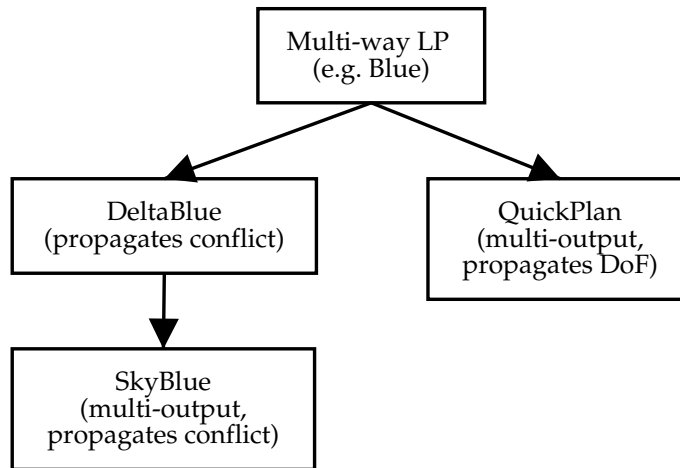 Multi-way LP
(e.g. Blue)
DeltaBlue
(propagates conflict)
QuickPlan
(multi-output,
propagates DoF)
SkyBlue
(multi-output,
propagates conflict)